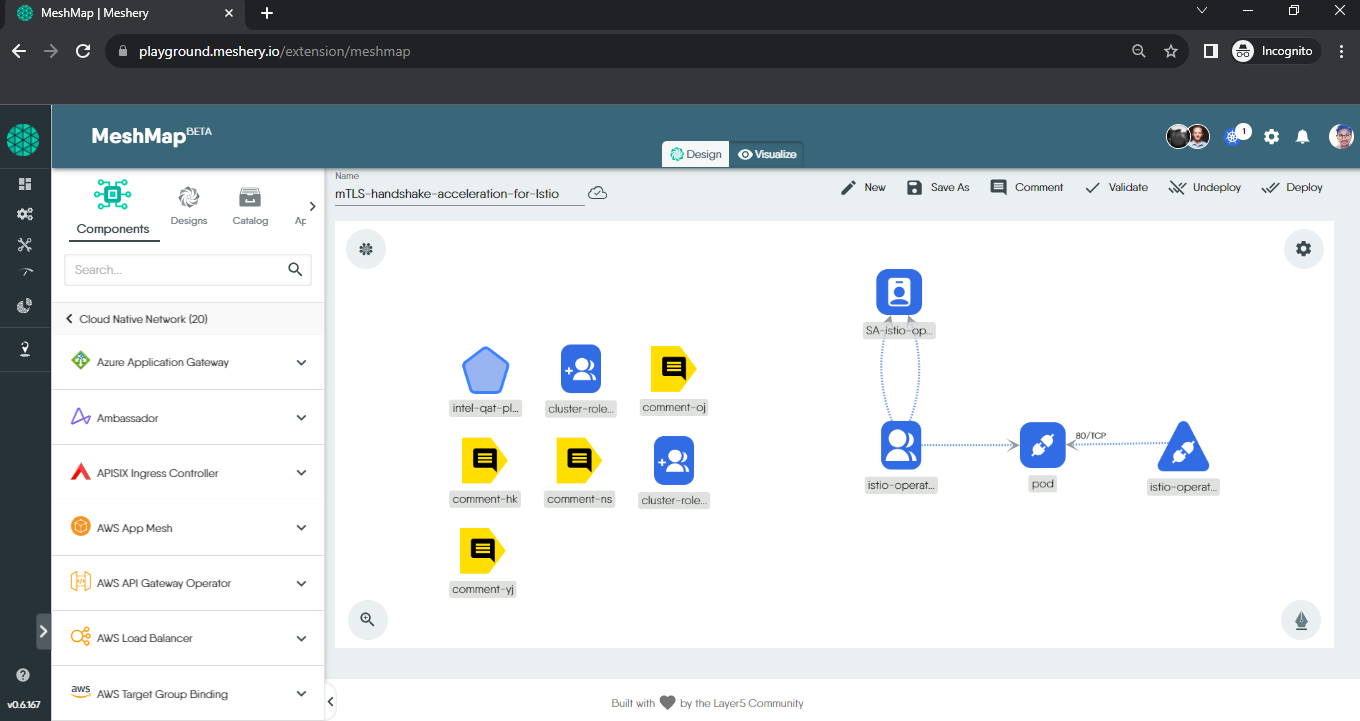 MeshMap | Meshery
playground.meshery.io/extension/meshmap
Incognito
MeshMap BETA
1
Design
Visualize
Components
Designs
Catalog
Ap
Name
mTLS-handshake-acceleration-for-Istio
New
Save As
Comment
Validate
Undeploy
Deploy
Search...
Cloud Native Network (20)
Azure Application Gateway
Ambassador
APISIX Ingress Controller
AWS App Mesh
AWS API Gateway Operator
AWS Load Balancer
aws
AWS Target Group Binding
SA-istio-op...
intel-qat-pl...
cluster-role...
comment-oj
comment-hk
comment-ns
cluster-role...
comment-yj
istio-operat...
pod
80/TCP
istio-operat...
v0.6.167
Built with
by the Layer5 Community